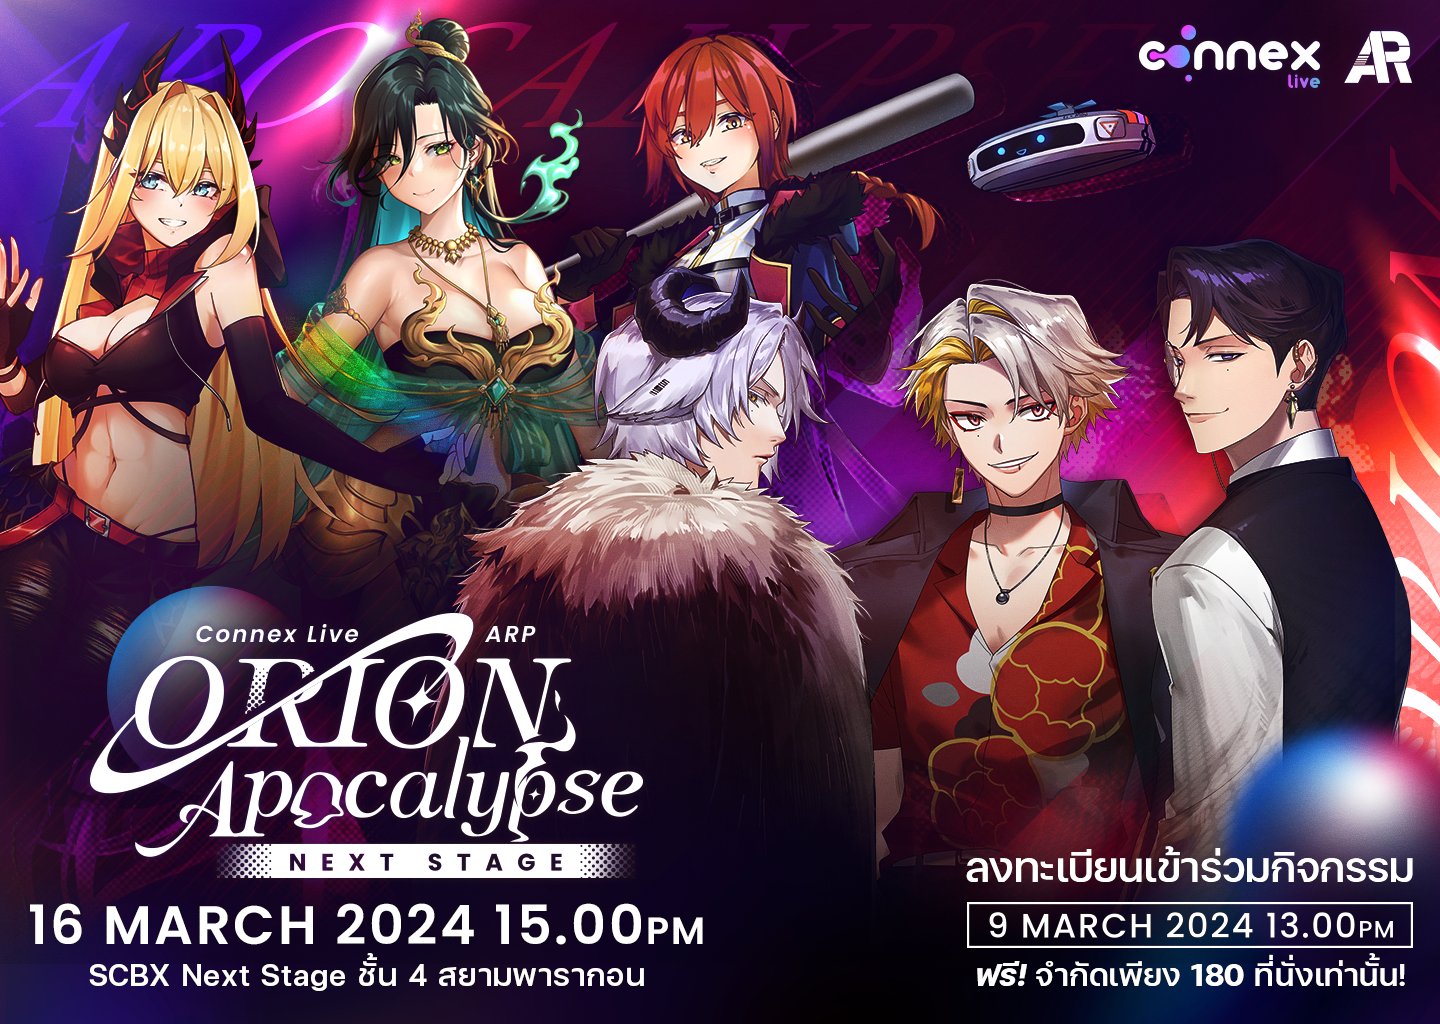 APOCALYPSE
connex
live
AR
Connex Live ARP
ORION
Apocalypse
NEXT STAGE
16 MARCH 2024 15.00PM
SCBX Next Stage ชั้น 4 สยามพารากอน
ลงทะเบียนเข้าร่วมกิจกรรม
9 MARCH 2024 13.00PM
ฟรี! จำกัดเพียง 180 ที่นั่งเท่านั้น!